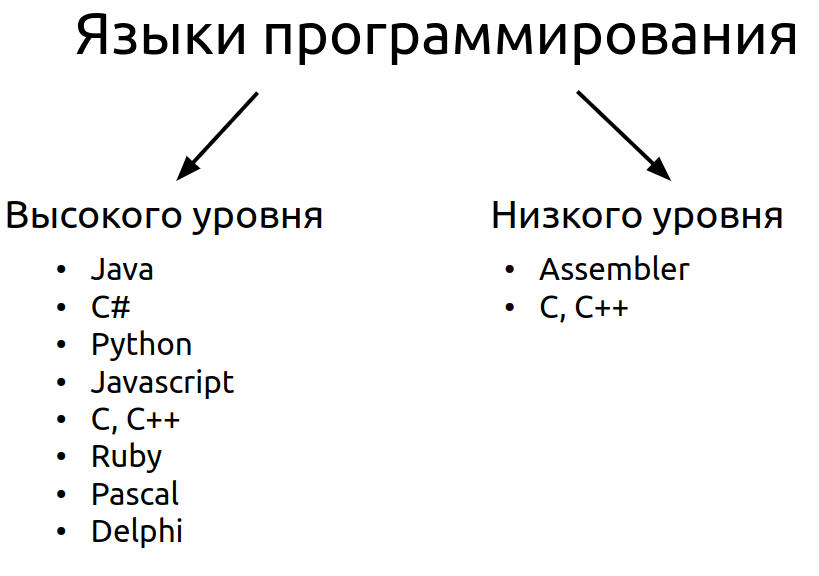 Языки программирования
Высокого уровня
• Java
• C#
• Python
• Javascript
• C, C++
• Ruby
• Pascal
• Delphi
Низкого уровня
• Assembler
• C, C++